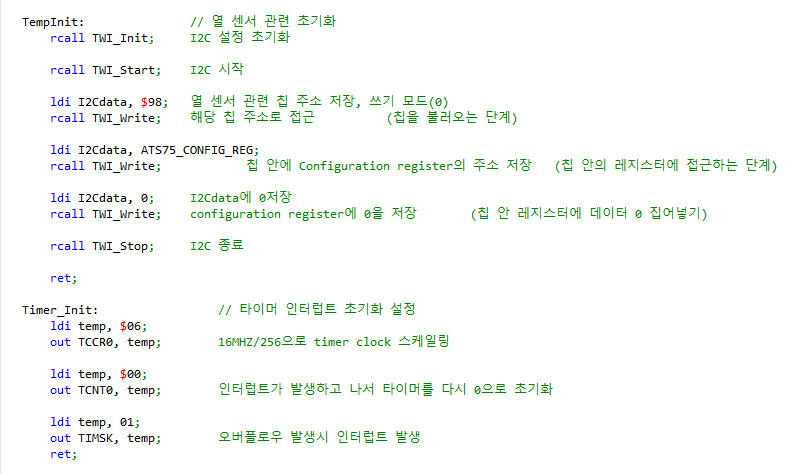 TempInit: // 열 센서 관련 초기화
rcall TWI_Init; I2C 설정 초기화
rcall TWI_Start; I2C 시작
ldi I2Cdata, $98; 열 센서 관련 칩 주소 저장, 쓰기 모드(0)
rcall TWI_Write; 해당 칩 주소로 접근 (칩을 불러오는 단계)
ldi I2Cdata, ATS75_CONFIG_REG;
rcall TWI_Write; 칩 안에 Configuration register의 주소 저장 (칩 안의 레지스터에 접근하는 단계)
ldi I2Cdata, 0; I2Cdata에 0저장
rcall TWI_Write; configuration register에 0을 저장 (칩 안 레지스터에 데이터 0 집어넣기)
rcall TWI_Stop; I2C 종료
ret;
Timer_Init: // 타이머 인터럽트 초기화 설정
ldi temp, $06;
out TCCR0, temp; 16MHZ/256으로 timer clock 스케일링
ldi temp, $00;
out TCNT0, temp; 인터럽트가 발생하고 나서 타이머를 다시 0으로 초기화
ldi temp, 01;
out TIMSK, temp; 오버플로우 발생시 인터럽트 발생
ret;